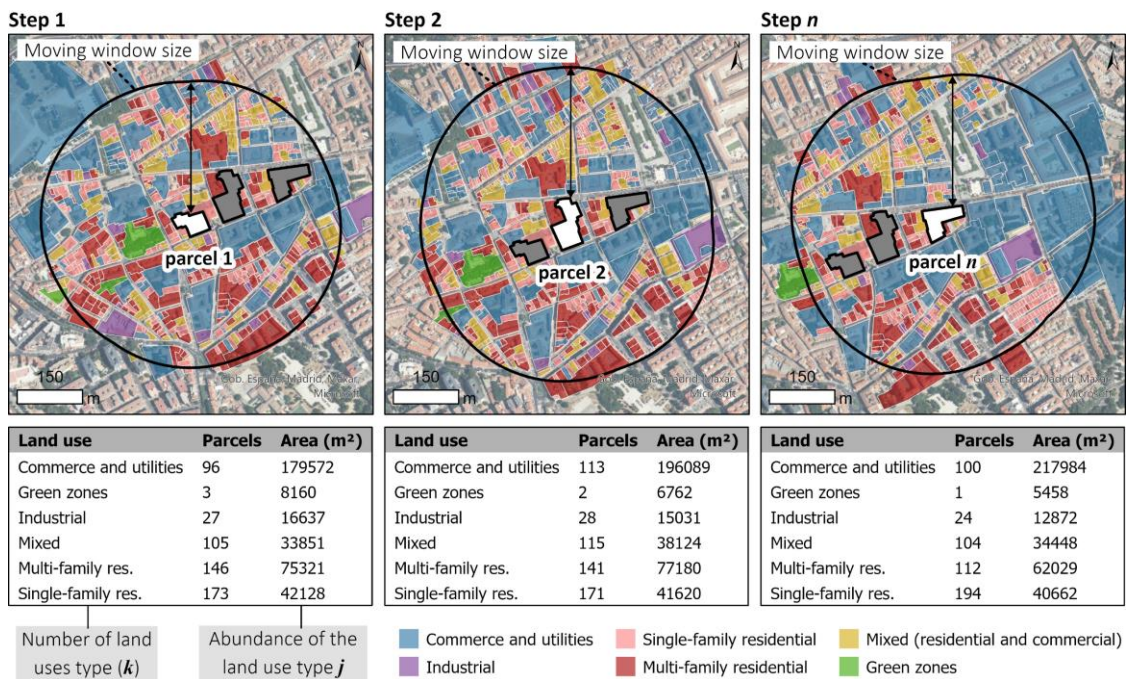 Step 1
Moving window size
N
parcel 1
150
m
Gob. España, Madrid, Maxar,
Microsoft
Step 2
Moving window size
N
parcel 2
150
m
Gob. España, Madrid, Maxar,
Microsoft
Step n
Moving window size
N
parcel n
150
m
Gob. España, Madrid, Maxar,
Microsoft
Land use Parcels Area (m²)
Commerce and utilities 96 179572
Green zones 3 8160
Industrial 27 16637
Mixed 105 33851
Multi-family res. 146 75321
Single-family res. 173 42128
Land use Parcels Area (m²)
Commerce and utilities 113 196089
Green zones 2 6762
Industrial 28 15031
Mixed 115 38124
Multi-family res. 141 77180
Single-family res. 171 41620
Land use Parcels Area (m²)
Commerce and utilities 100 217984
Green zones 1 5458
Industrial 24 12872
Mixed 104 34448
Multi-family res. 112 62029
Single-family res. 194 40662
Number of land
uses type (k)
Abundance of the
land use type j
Commerce and utilities
Single-family residential
Mixed (residential and commercial)
Industrial
Multi-family residential
Green zones